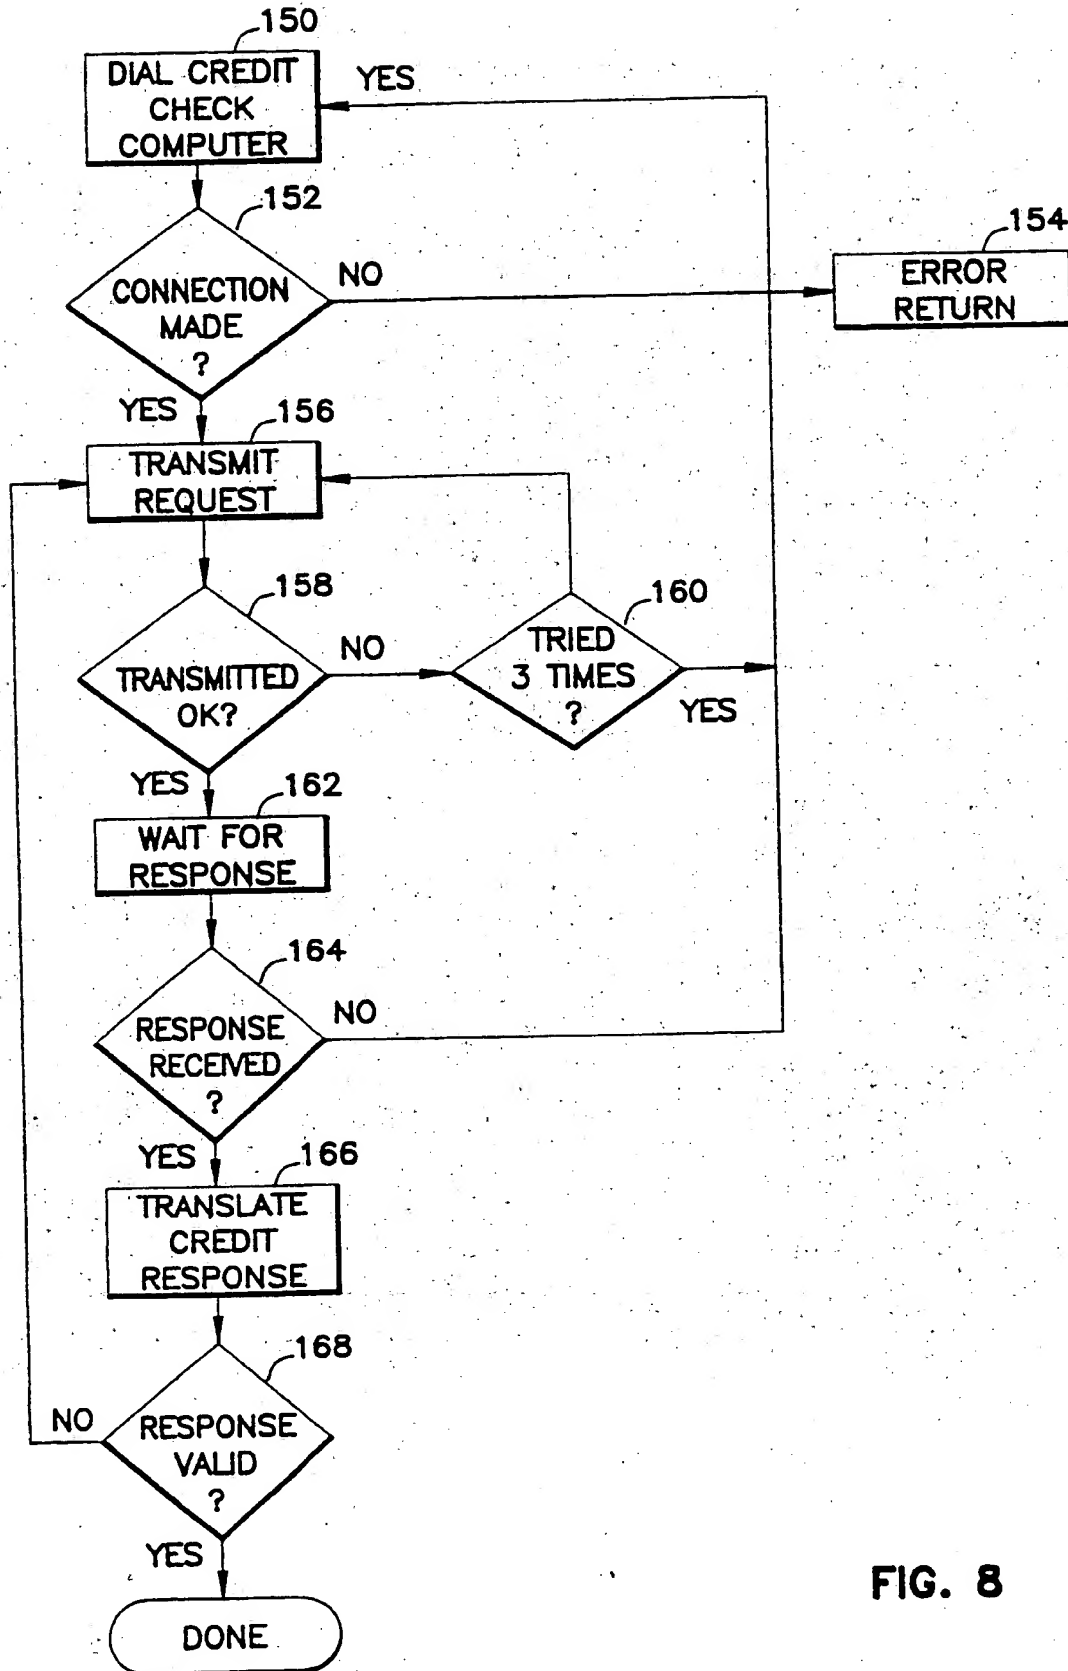 150
DIAL CREDIT
CHECK
COMPUTER
YES
152
CONNECTION
MADE
?
NO
154
ERROR
RETURN
YES
156
TRANSMIT
REQUEST
158
TRANSMITTED
OK?
NO
160
TRIED
3 TIMES
?
YES
YES
162
WAIT FOR
RESPONSE
164
RESPONSE
RECEIVED
?
NO
YES
166
TRANSLATE
CREDIT
RESPONSE
168
RESPONSE
VALID
?
NO
YES
DONE
FIG. 8